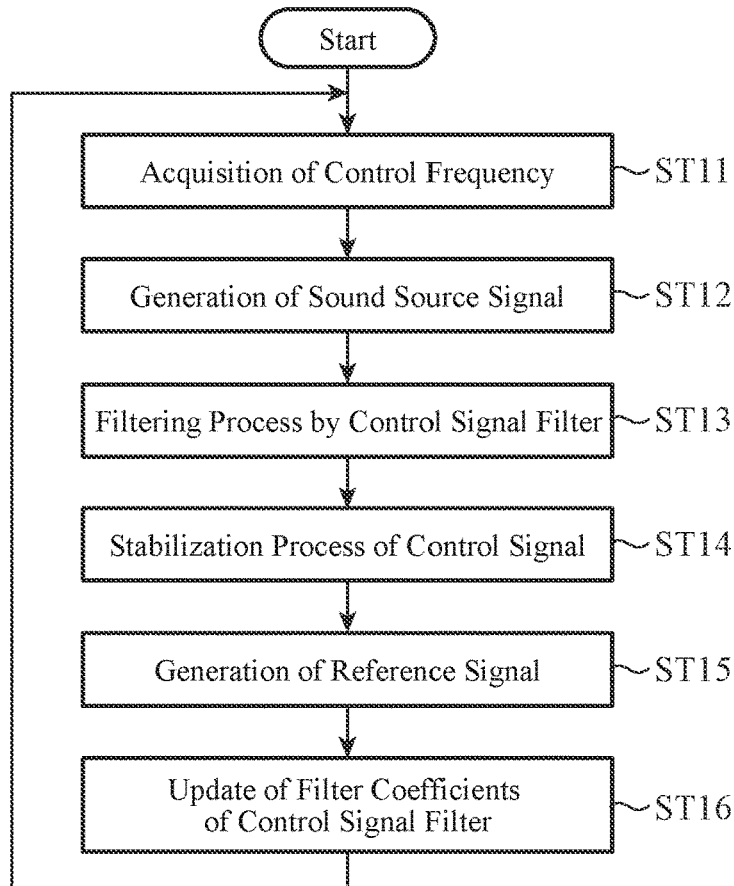 Start
Acquisition of Control Frequency ST11
Generation of Sound Source Signal ST12
Filtering Process by Control Signal Filter ST13
Stabilization Process of Control Signal ST14
Generation of Reference Signal ST15
Update of Filter Coefficients
of Control Signal Filter ST16